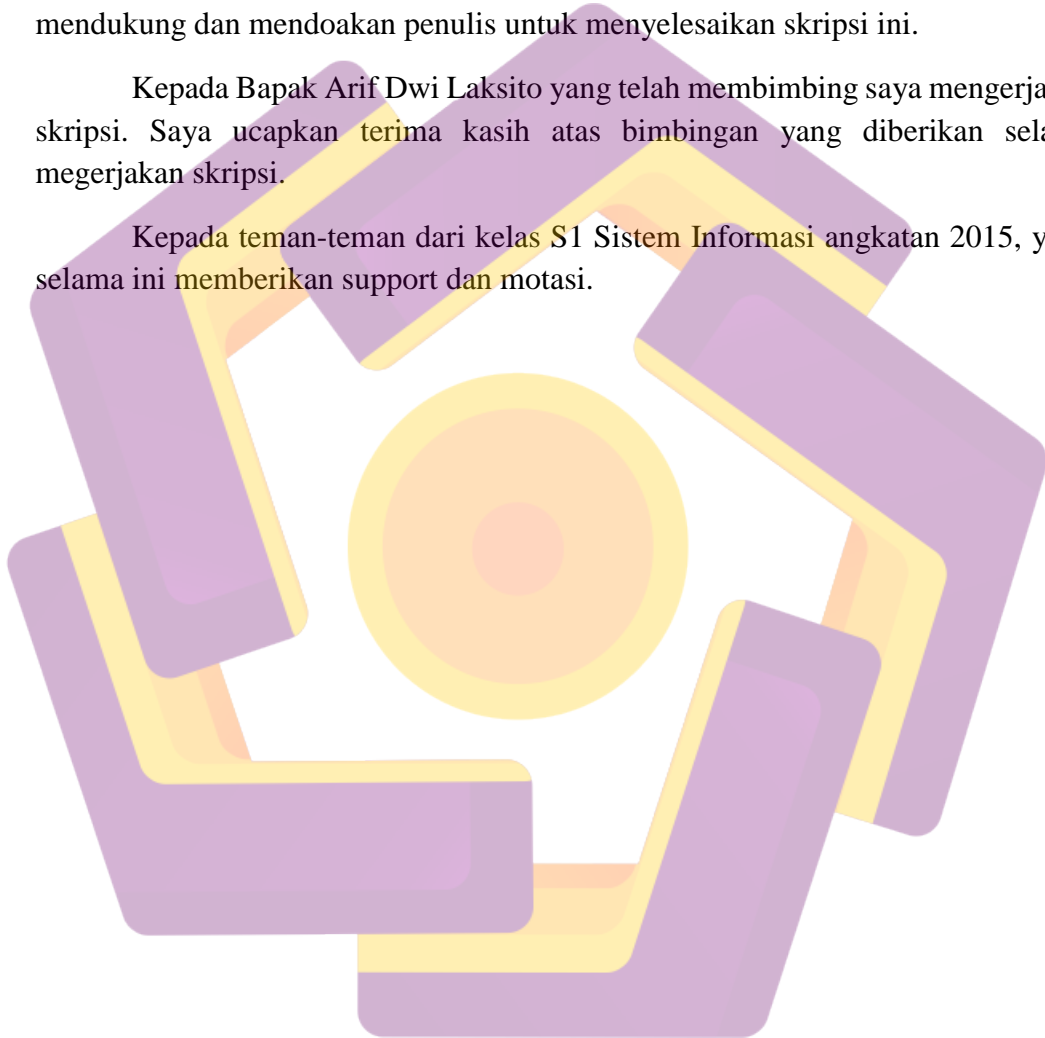 mendukung dan mendoakan penulis untuk menyelesaikan skripsi ini.
Kepada Bapak Arif Dwi Laksito yang telah membimbing saya mengerja
skripsi. Saya ucapkan terima kasih atas bimbingan yang diberikan sela
megerjakan skripsi.
Kepada teman-teman dari kelas S1 Sistem Informasi angkatan 2015, y
selama ini memberikan support dan motasi.